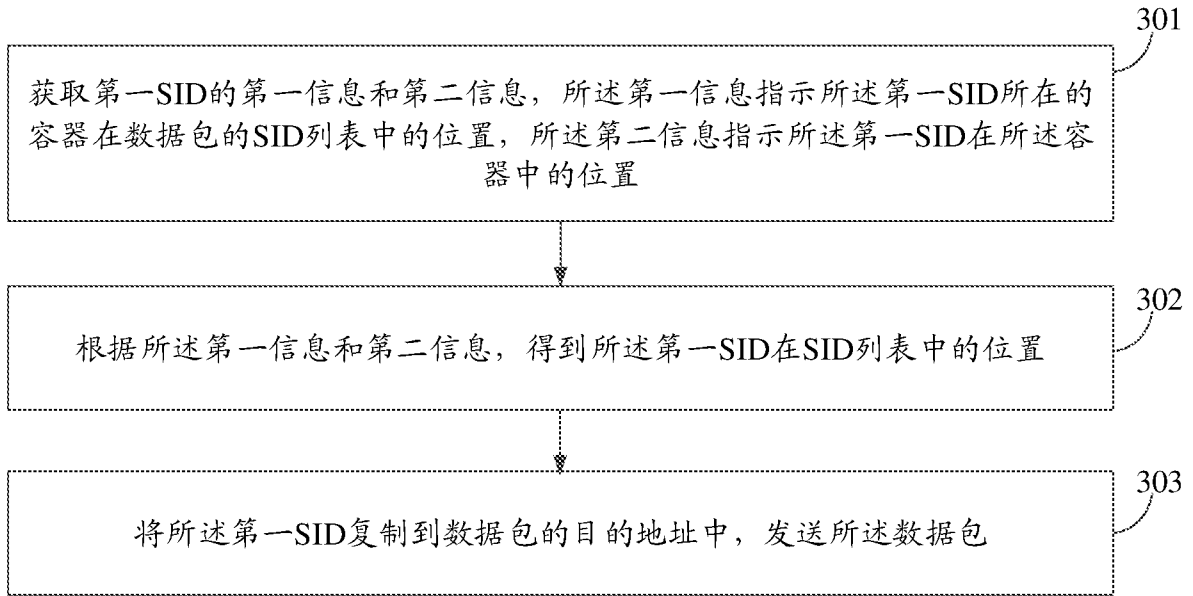 301
获取第一SID的第一信息和第二信息，所述第一信息指示所述第一SID所在的
容器在数据包的SID列表中的位置，所述第二信息指示所述第一SID在所述容
器中的位置
302
根据所述第一信息和第二信息，得到所述第一SID在SID列表中的位置
303
将所述第一SID复制到数据包的目的地址中，发送所述数据包